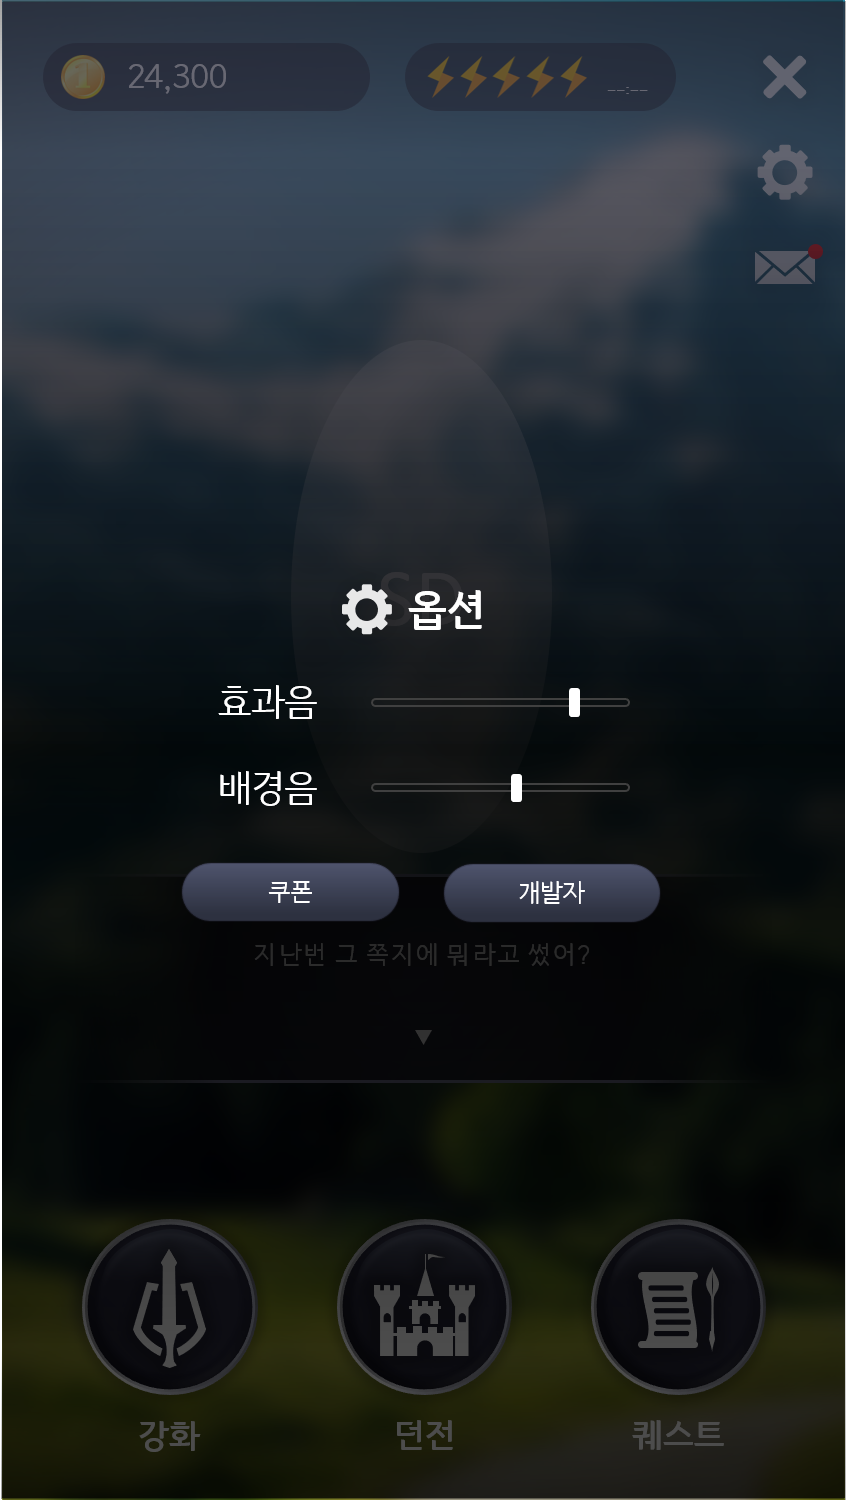 24,300
--:--
SD
옵션
효과음
배경음
쿠폰
개발자
지난번 그 쪽지에 뭐라고 썼어?
강화
던전
퀘스트